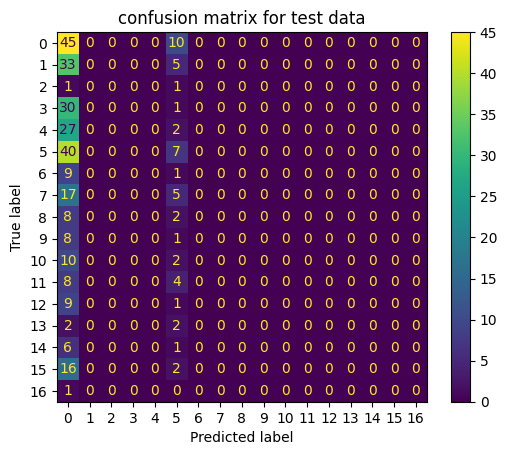 confusion matrix for test data
True label
0 45 0 0 0 0 10 0 0 0 0 0 0 0 0 0 0 0
1 33 0 0 0 0 5 0 0 0 0 0 0 0 0 0 0 0
2 1 0 0 0 0 1 0 0 0 0 0 0 0 0 0 0 0
3 30 0 0 0 0 1 0 0 0 0 0 0 0 0 0 0 0
4 27 0 0 0 0 2 0 0 0 0 0 0 0 0 0 0 0
5 40 0 0 0 0 7 0 0 0 0 0 0 0 0 0 0 0
6 9 0 0 0 0 1 0 0 0 0 0 0 0 0 0 0 0
7 17 0 0 0 0 5 0 0 0 0 0 0 0 0 0 0 0
8 8 0 0 0 0 2 0 0 0 0 0 0 0 0 0 0 0
9 8 0 0 0 0 1 0 0 0 0 0 0 0 0 0 0 0
10 10 0 0 0 0 2 0 0 0 0 0 0 0 0 0 0 0
11 8 0 0 0 0 4 0 0 0 0 0 0 0 0 0 0 0
12 9 0 0 0 0 1 0 0 0 0 0 0 0 0 0 0 0
13 2 0 0 0 0 2 0 0 0 0 0 0 0 0 0 0 0
14 6 0 0 0 0 1 0 0 0 0 0 0 0 0 0 0 0
15 16 0 0 0 0 2 0 0 0 0 0 0 0 0 0 0 0
16 1 0 0 0 0 0 0 0 0 0 0 0 0 0 0 0 0
0 1 2 3 4 5 6 7 8 9 10 11 12 13 14 15 16
Predicted label
45
40
35
30
25
20
15
10
5
0